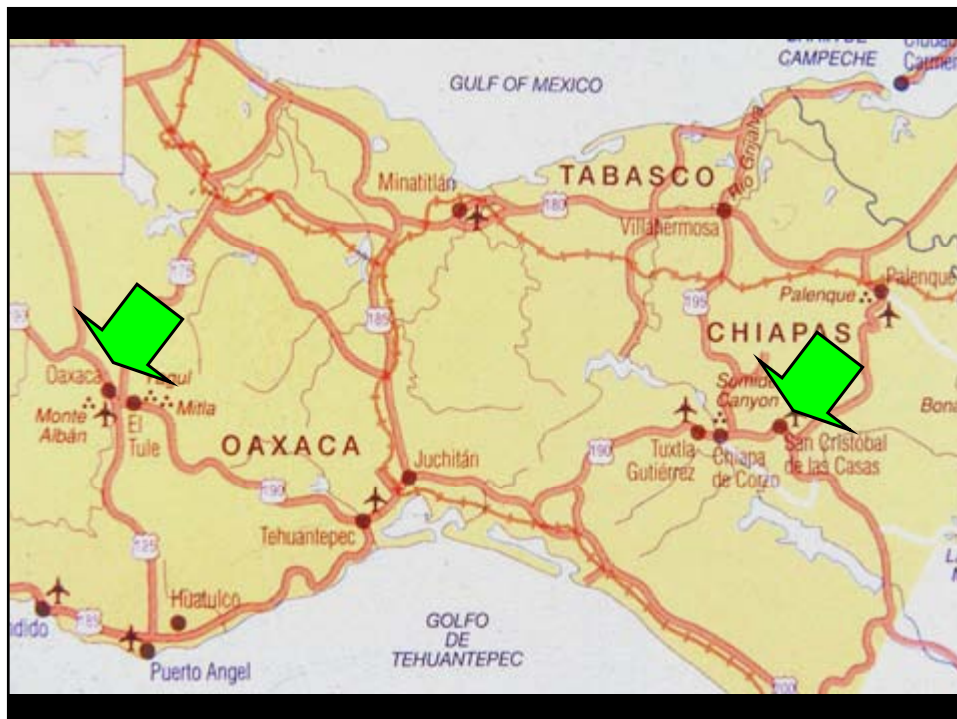 CAMPECHE
GULF OF MEXICO
TABASCO
Río Grijalva
Minatitlán
180
Villahermosa
175
Palenque
Palenque
195
185
CHIAPAS
Oaxaca
Mitla
Monte
Albán
El
Tule
Canyon
OAXACA
Juchitán
Tuxtla
Gutiérrez
Chiapa
de Corzo
San Cristóbal
de las Casas
190
190
Tehuantepec
Huatulco
GOLFO
DE
TEHUANTEPEC
Puerto Angel
200